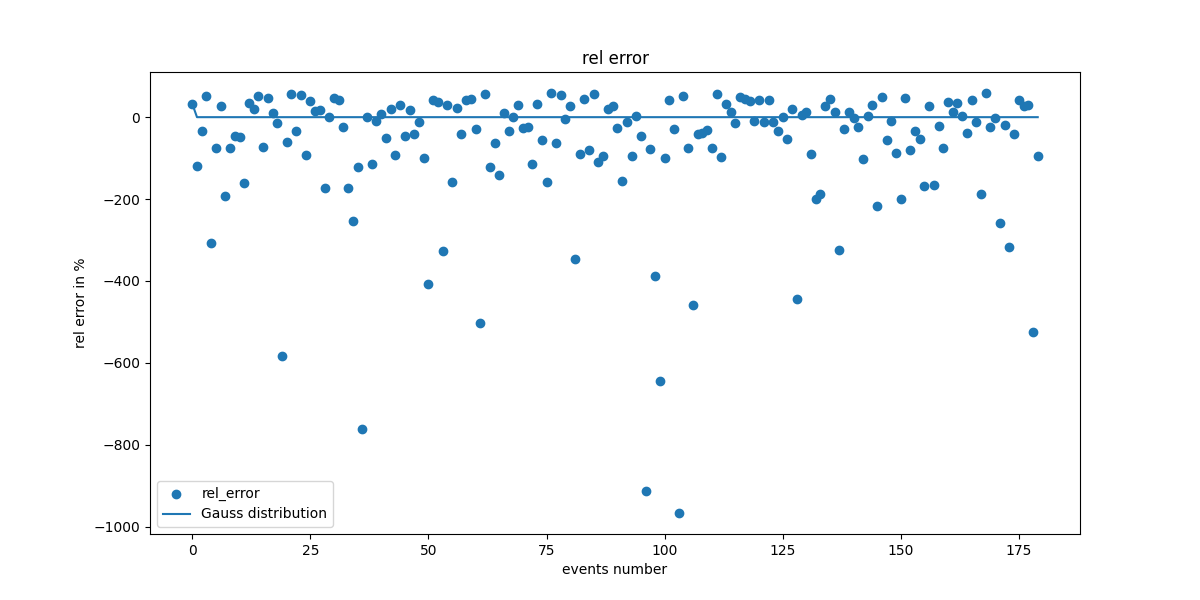 rel error
rel error in %
0
−200
−400
−600
−800
−1000
rel_error
Gauss distribution
0 25 50 75 100 125 150 175
events number